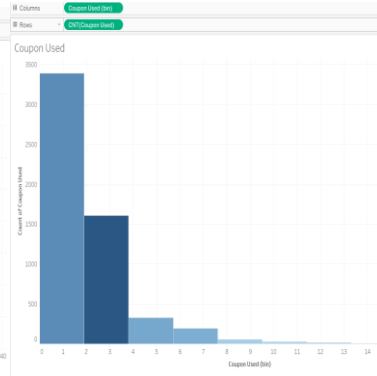 Columns
Coupon Used (bin)
Rows
CNT(Coupon Used)
Coupon Used
3500
3000
2500
2000
1500
1000
500
0
Count of Coupon Used
0 1 2 3 4 5 6 7 8 9 10 11 12 13 14
Coupon Used (bin)
40